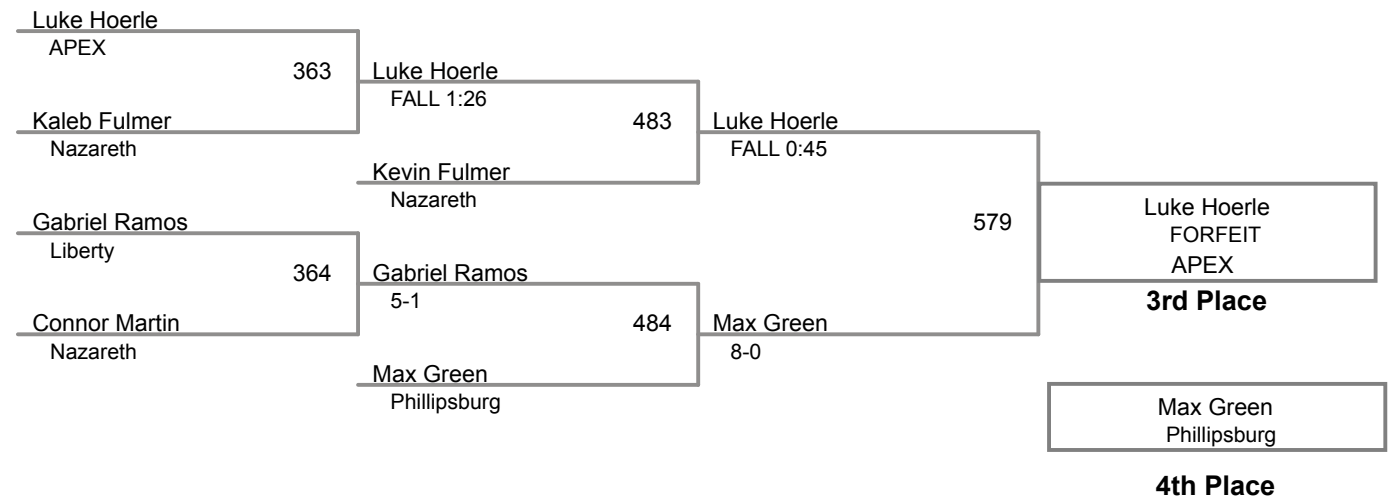 Luke Hoerle
APEX
363
Kaleb Fulmer
Nazareth
Gabriel Ramos
Liberty
364
Connor Martin
Nazareth
Luke Hoerle
FALL 1:26
483
Kevin Fulmer
Nazareth
Gabriel Ramos
5-1
484
Max Green
Phillipsburg
Luke Hoerle
FALL 0:45
579
Max Green
8-0
Luke Hoerle
FORFEIT
APEX
3rd Place
Max Green
Phillipsburg
4th Place